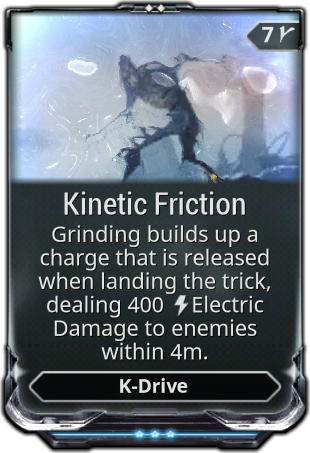 7
Kinetic Friction
Grinding builds up a
charge that is released
when landing the trick,
dealing 400 Electric
Damage to enemies
within 4m.
K-Drive